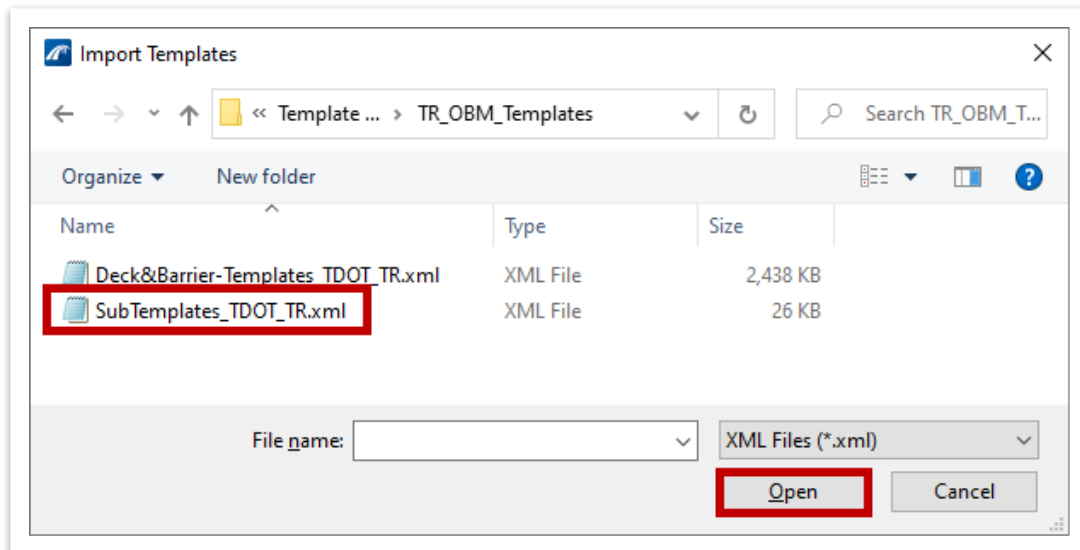 Import Templates
« Template ... › TR_OBM_Templates
Search TR_OBM_T...
Organize
New folder
Name Type Size
Deck&Barrier-Templates_TDOT_TR.xml XML File 2,438 KB
SubTemplates_TDOT_TR.xml XML File 26 KB
File name: XML Files (*.xml)
Open Cancel